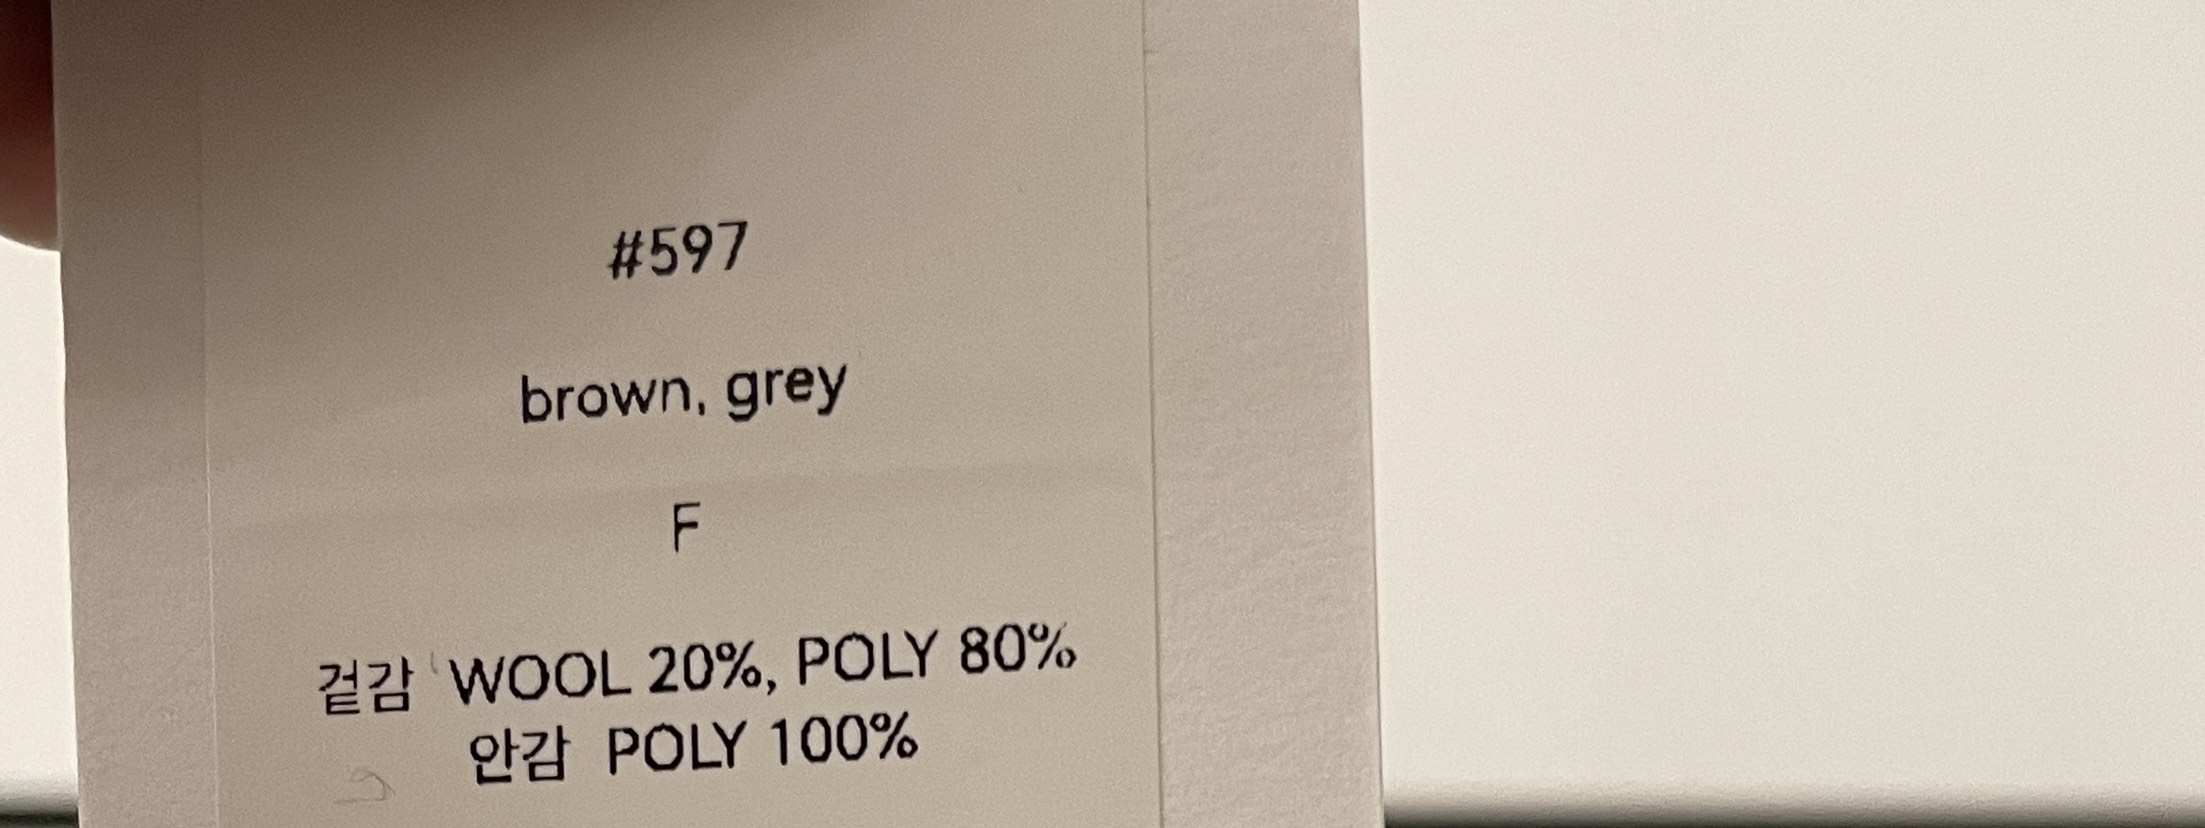 #597
brown, grey
F
겉감 WOOL 20%, POLY 80%
안감 POLY 100%